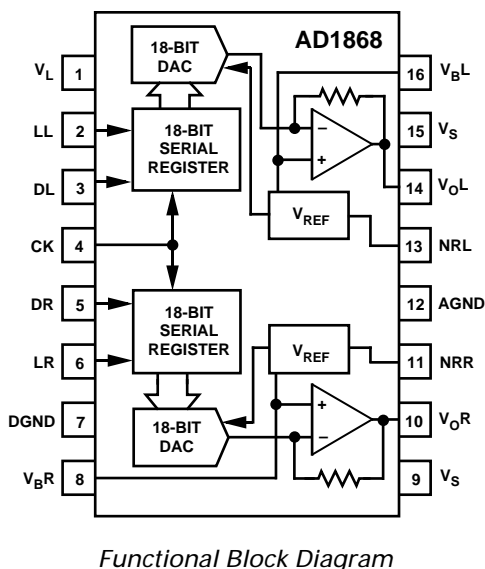 AD1868
18-BIT
DAC
V_L 1
LL 2
DL 3
CK 4
DR 5
LR 6
DGND 7
V_BR 8
18-BIT
SERIAL
REGISTER
18-BIT
SERIAL
REGISTER
18-BIT
DAC
−
+
V_REF
V_REF
+
−
16 V_BL
15 V_S
14 V_OL
13 NRL
12 AGND
11 NRR
10 V_OR
9 V_S
Functional Block Diagram